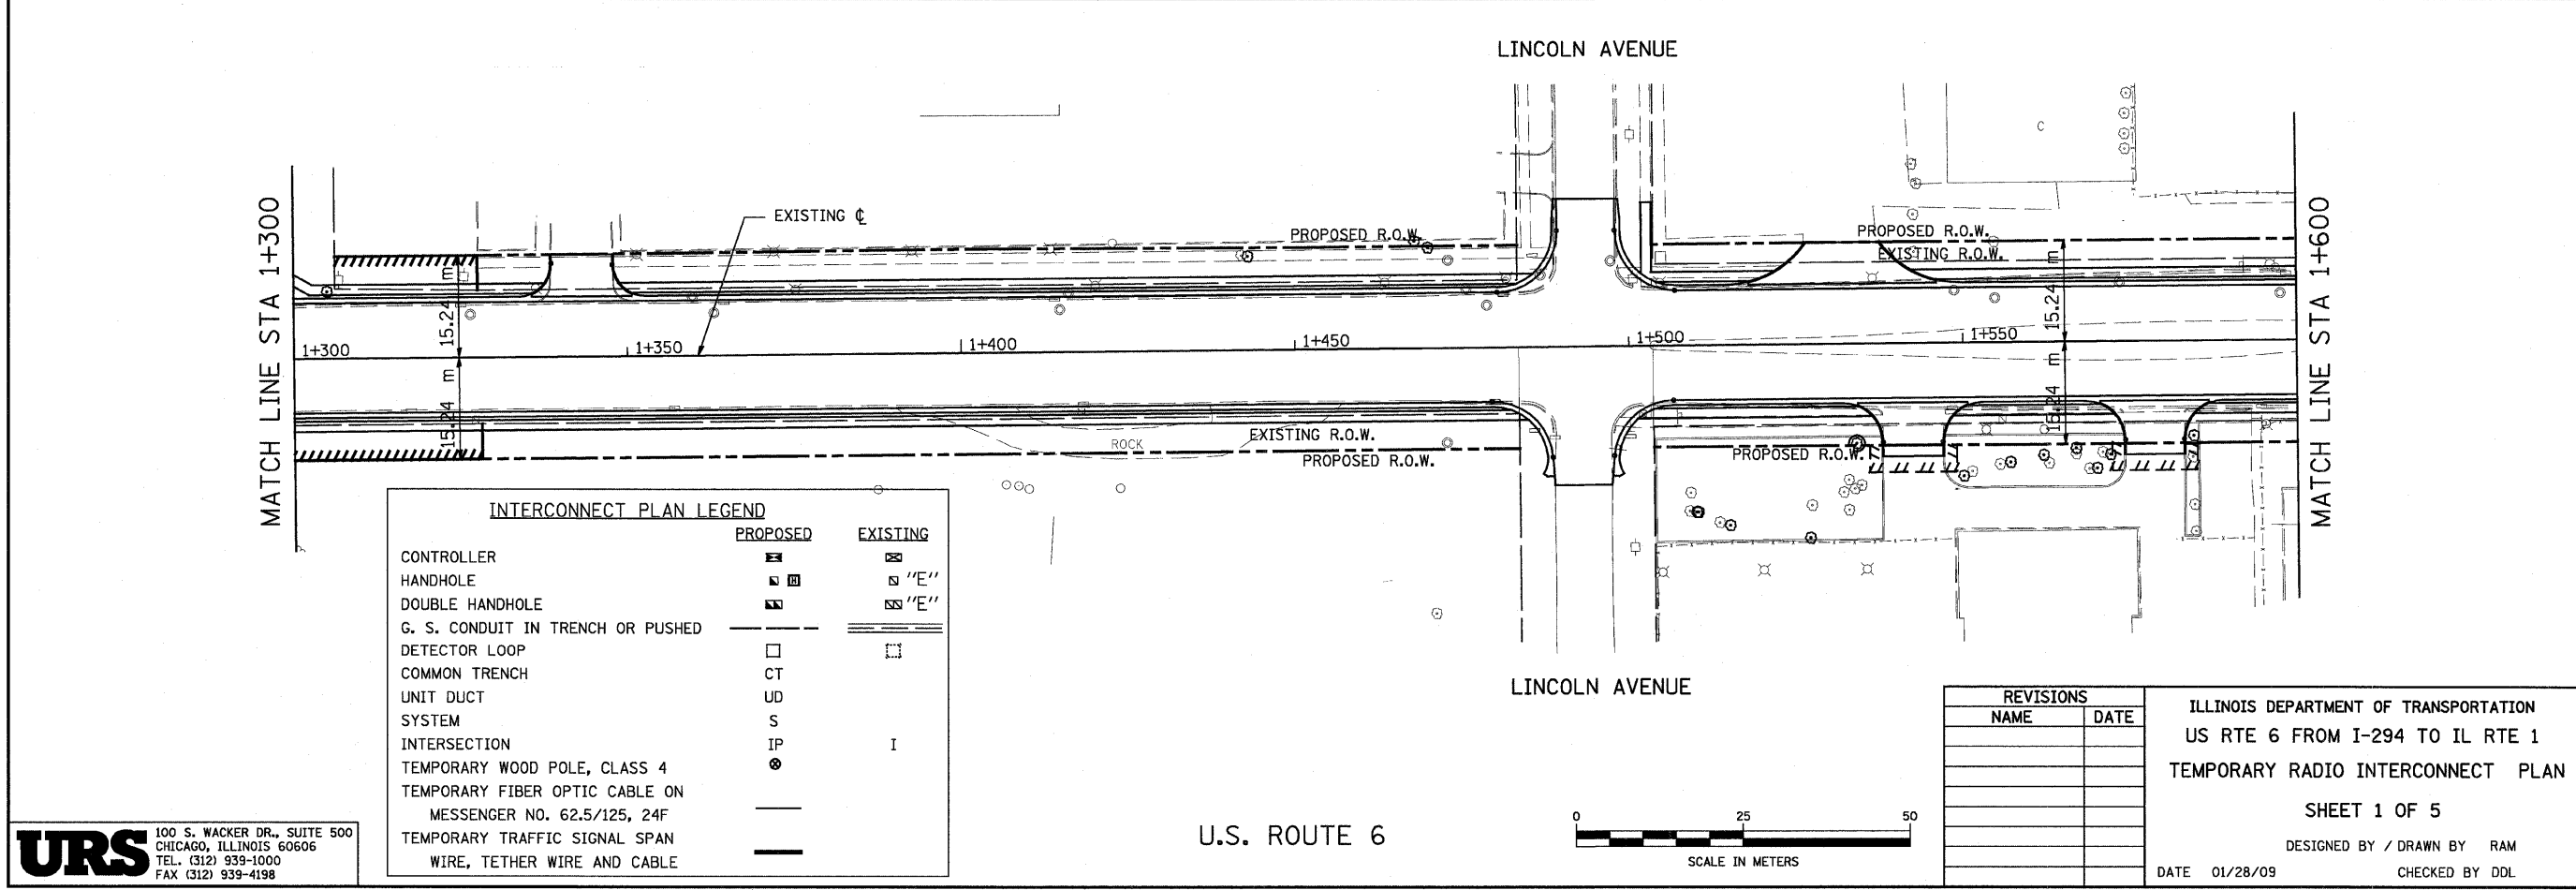 LINCOLN AVENUE
MATCH LINE STA 1+300
EXISTING ℄
PROPOSED R.O.W.
PROPOSED R.O.W.
EXISTING R.O.W.
C
15.24 m
15.24 m
1+300
1+350
1+400
1+450
1+500
1+550
15.24 m
15.24 m
MATCH LINE STA 1+600
ROCK
EXISTING R.O.W.
PROPOSED R.O.W.
PROPOSED R.O.W.
INTERCONNECT PLAN LEGEND
PROPOSED EXISTING
CONTROLLER
HANDHOLE H "E"
DOUBLE HANDHOLE "E"
G. S. CONDUIT IN TRENCH OR PUSHED
DETECTOR LOOP
COMMON TRENCH CT
UNIT DUCT UD
SYSTEM S
INTERSECTION IP I
TEMPORARY WOOD POLE, CLASS 4
TEMPORARY FIBER OPTIC CABLE ON
MESSENGER NO. 62.5/125, 24F
TEMPORARY TRAFFIC SIGNAL SPAN
WIRE, TETHER WIRE AND CABLE
LINCOLN AVENUE
URS
100 S. WACKER DR., SUITE 500
CHICAGO, ILLINOIS 60606
TEL. (312) 939-1000
FAX (312) 939-4198
U.S. ROUTE 6
0 25 50
SCALE IN METERS
REVISIONS
NAME DATE
ILLINOIS DEPARTMENT OF TRANSPORTATION
US RTE 6 FROM I-294 TO IL RTE 1
TEMPORARY RADIO INTERCONNECT PLAN
SHEET 1 OF 5
DESIGNED BY / DRAWN BY RAM
DATE 01/28/09 CHECKED BY DDL